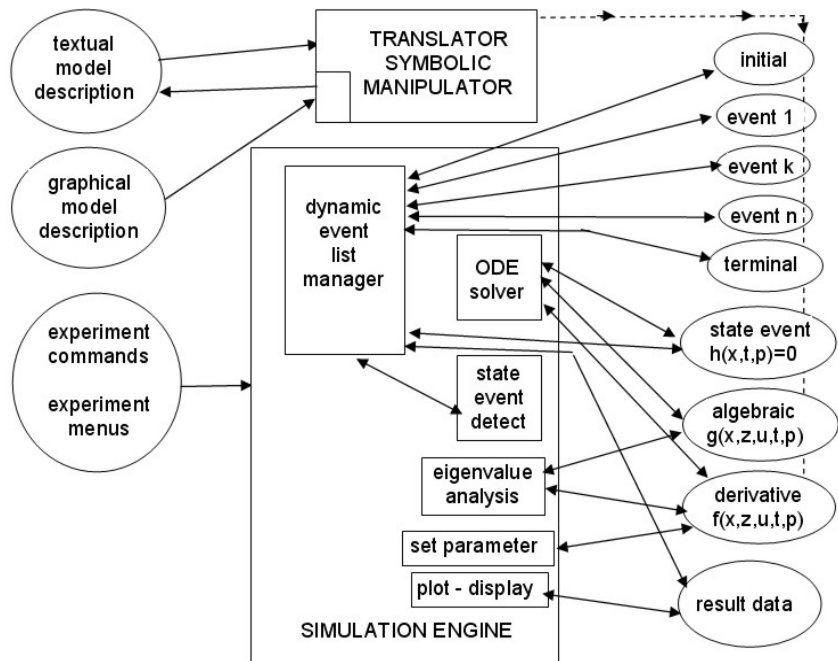 textual
model
description
TRANSLATOR
SYMBOLIC
MANIPULATOR
initial
event 1
graphical
model
description
event k
dynamic
event
list
manager
event n
ODE
solver
terminal
experiment
commands
experiment
menus
state event
h(x,t,p)=0
state
event
detect
algebraic
g(x,z,u,t,p)
eigenvalue
analysis
derivative
f(x,z,u,t,p)
set parameter
plot - display
result data
SIMULATION ENGINE